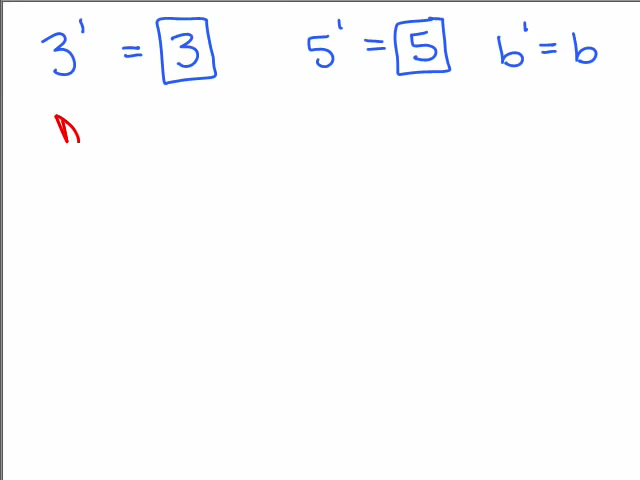 3¹ = 3 5¹ = 5 b¹ = b
n